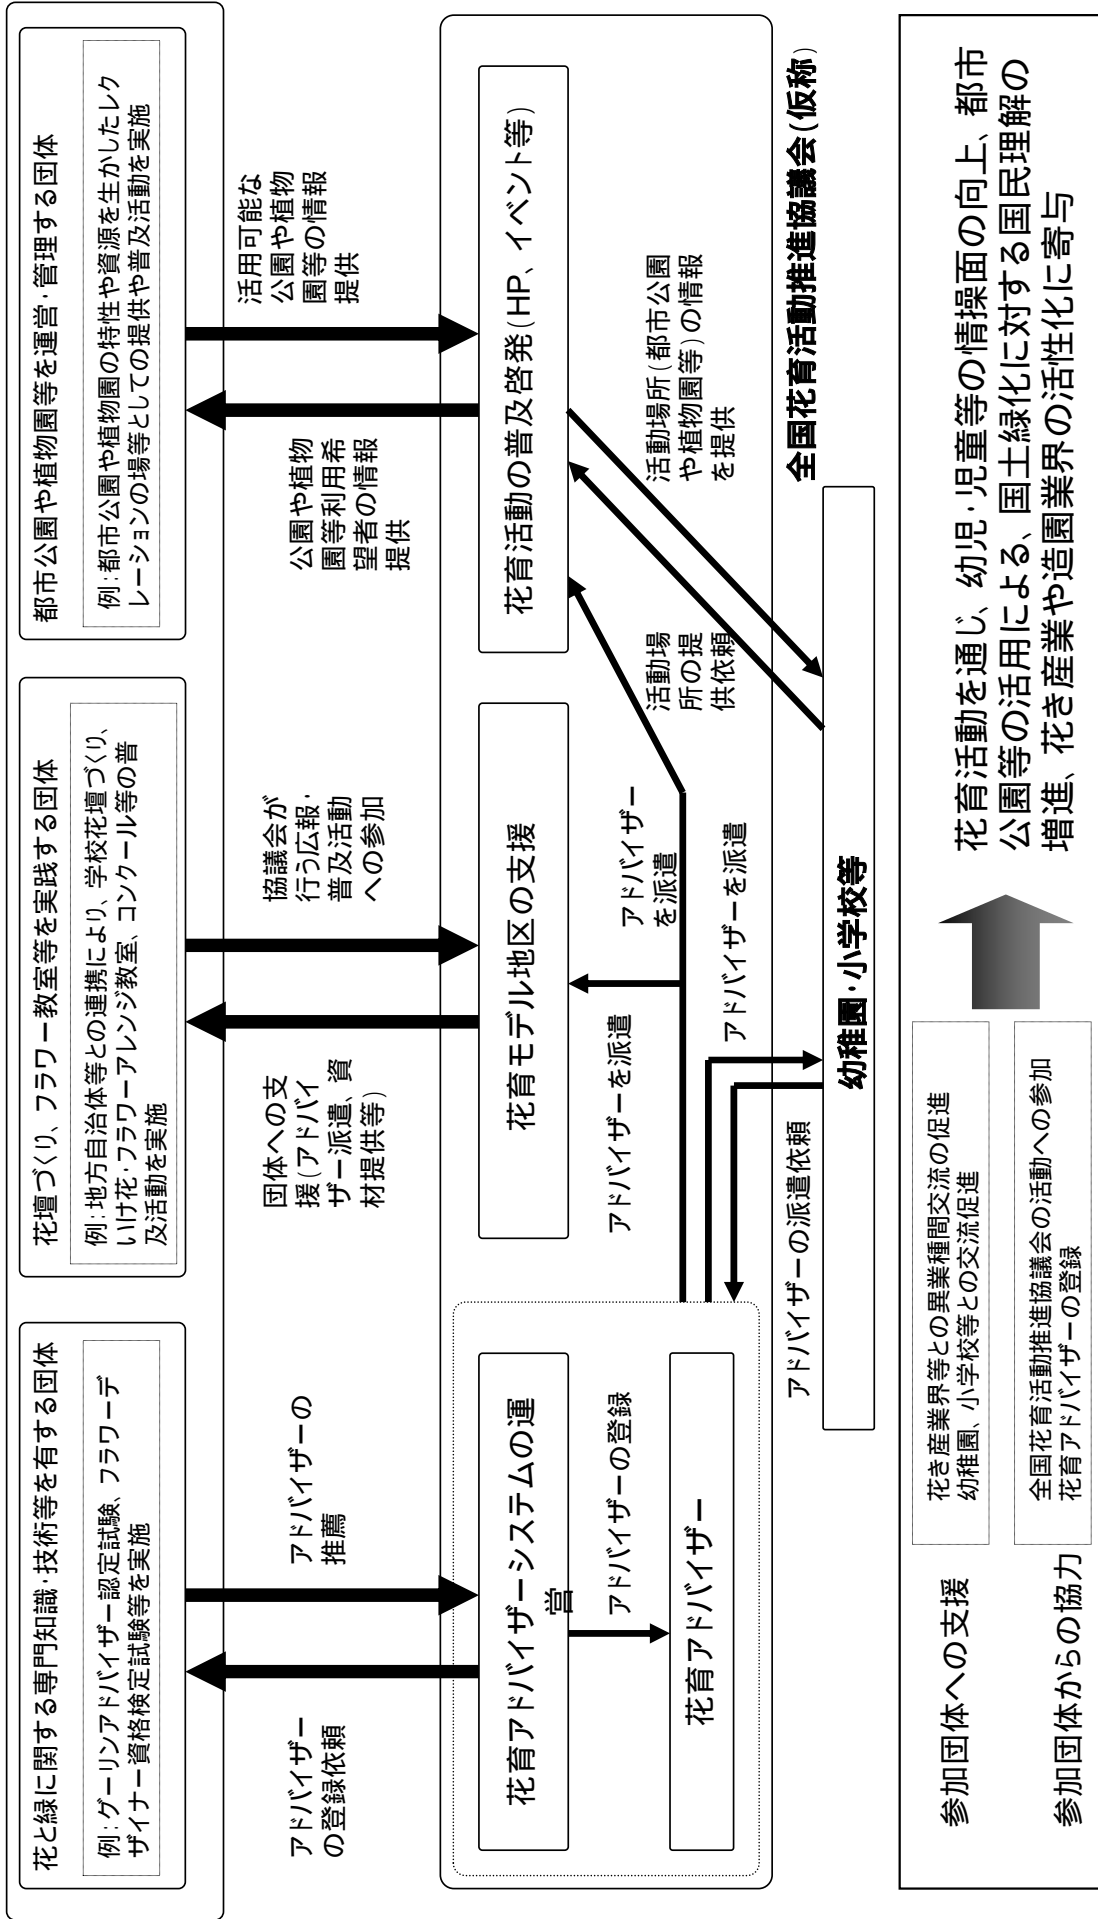 花と緑に関する専門知識・技術等を有する団体
例:グーリンアドバイザー認定試験、フラワーデ
ザイナー資格検定試験等を実施
花壇づくり、フラワー教室等を実践する団体
例:地方自治体等との連携により、学校花壇づくり、
いけ花・フラワーアレンジ教室、コンクール等の普
及活動を実施
都市公園や植物園等を運営・管理する団体
例:都市公園や植物園の特性や資源を生かしたレク
レーションの場等としての提供や普及活動を実施
アドバイザー
の登録依頼
アドバイザーの
推薦
団体への支
援(アドバイ
ザー派遣、資
材提供等)
協議会が
行う広報・
普及活動
への参加
公園や植物
園等利用希
望者の情報
提供
活用可能な
公園や植物
園等の情報
提供
花育アドバイザーシステムの運
営
花育モデル地区の支援
花育活動の普及啓発(HP、イベント等)
アドバイザーの登録
花育アドバイザー
アドバイザーを派遣
アドバイザー
を派遣
活動場
所の提
供依頼
活動場所(都市公園
や植物園等)の情報
を提供
アドバイザーを派遣
アドバイザーの派遣依頼
全国花育活動推進協議会(仮称)
幼稚園・小学校等
参加団体への支援
花き産業界等との異業種間交流の促進
幼稚園、小学校等との交流促進
参加団体からの協力
全国花育活動推進協議会の活動への参加
花育アドバイザーの登録
花育活動を通じ、幼児・児童等の情操面の向上、都市
公園等の活用による、国土緑化に対する国民理解の
増進、花き産業や造園業界の活性化に寄与